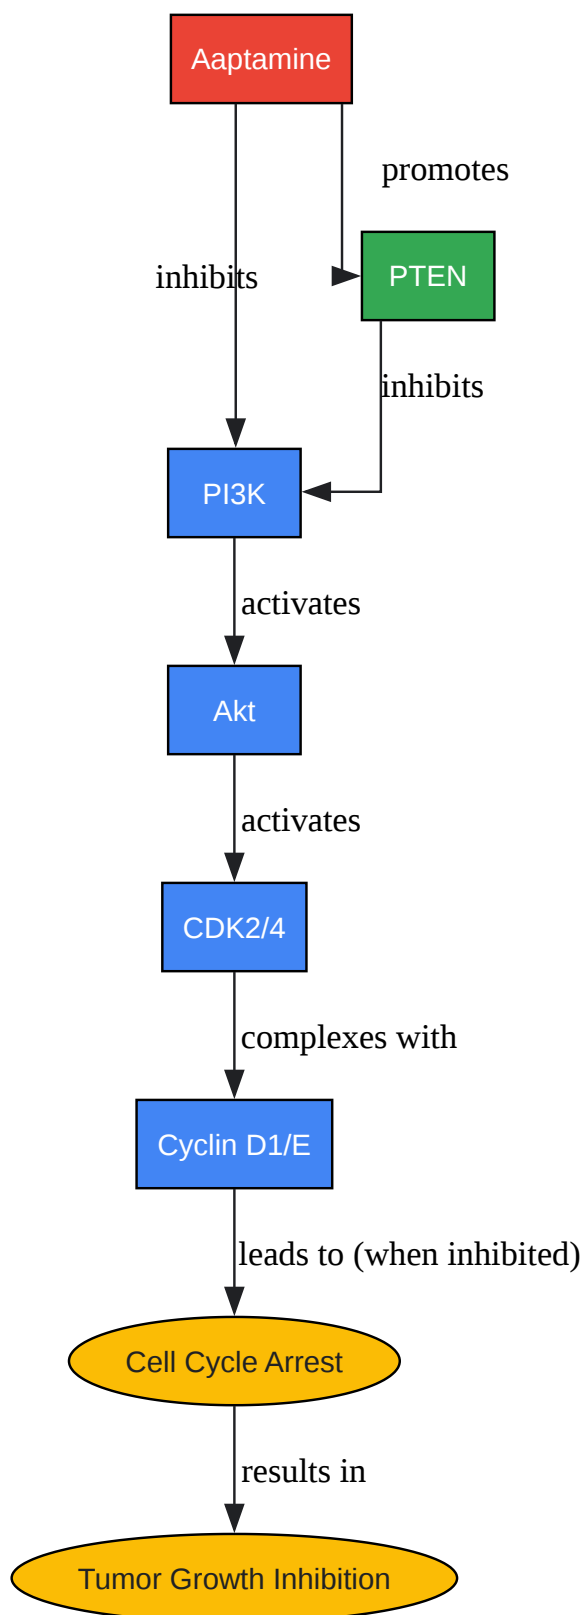 Aaptamine
promotes
inhibits
PTEN
inhibits
PI3K
activates
Akt
activates
CDK2/4
complexes with
Cyclin D1/E
leads to (when inhibited)
Cell Cycle Arrest
results in
Tumor Growth Inhibition